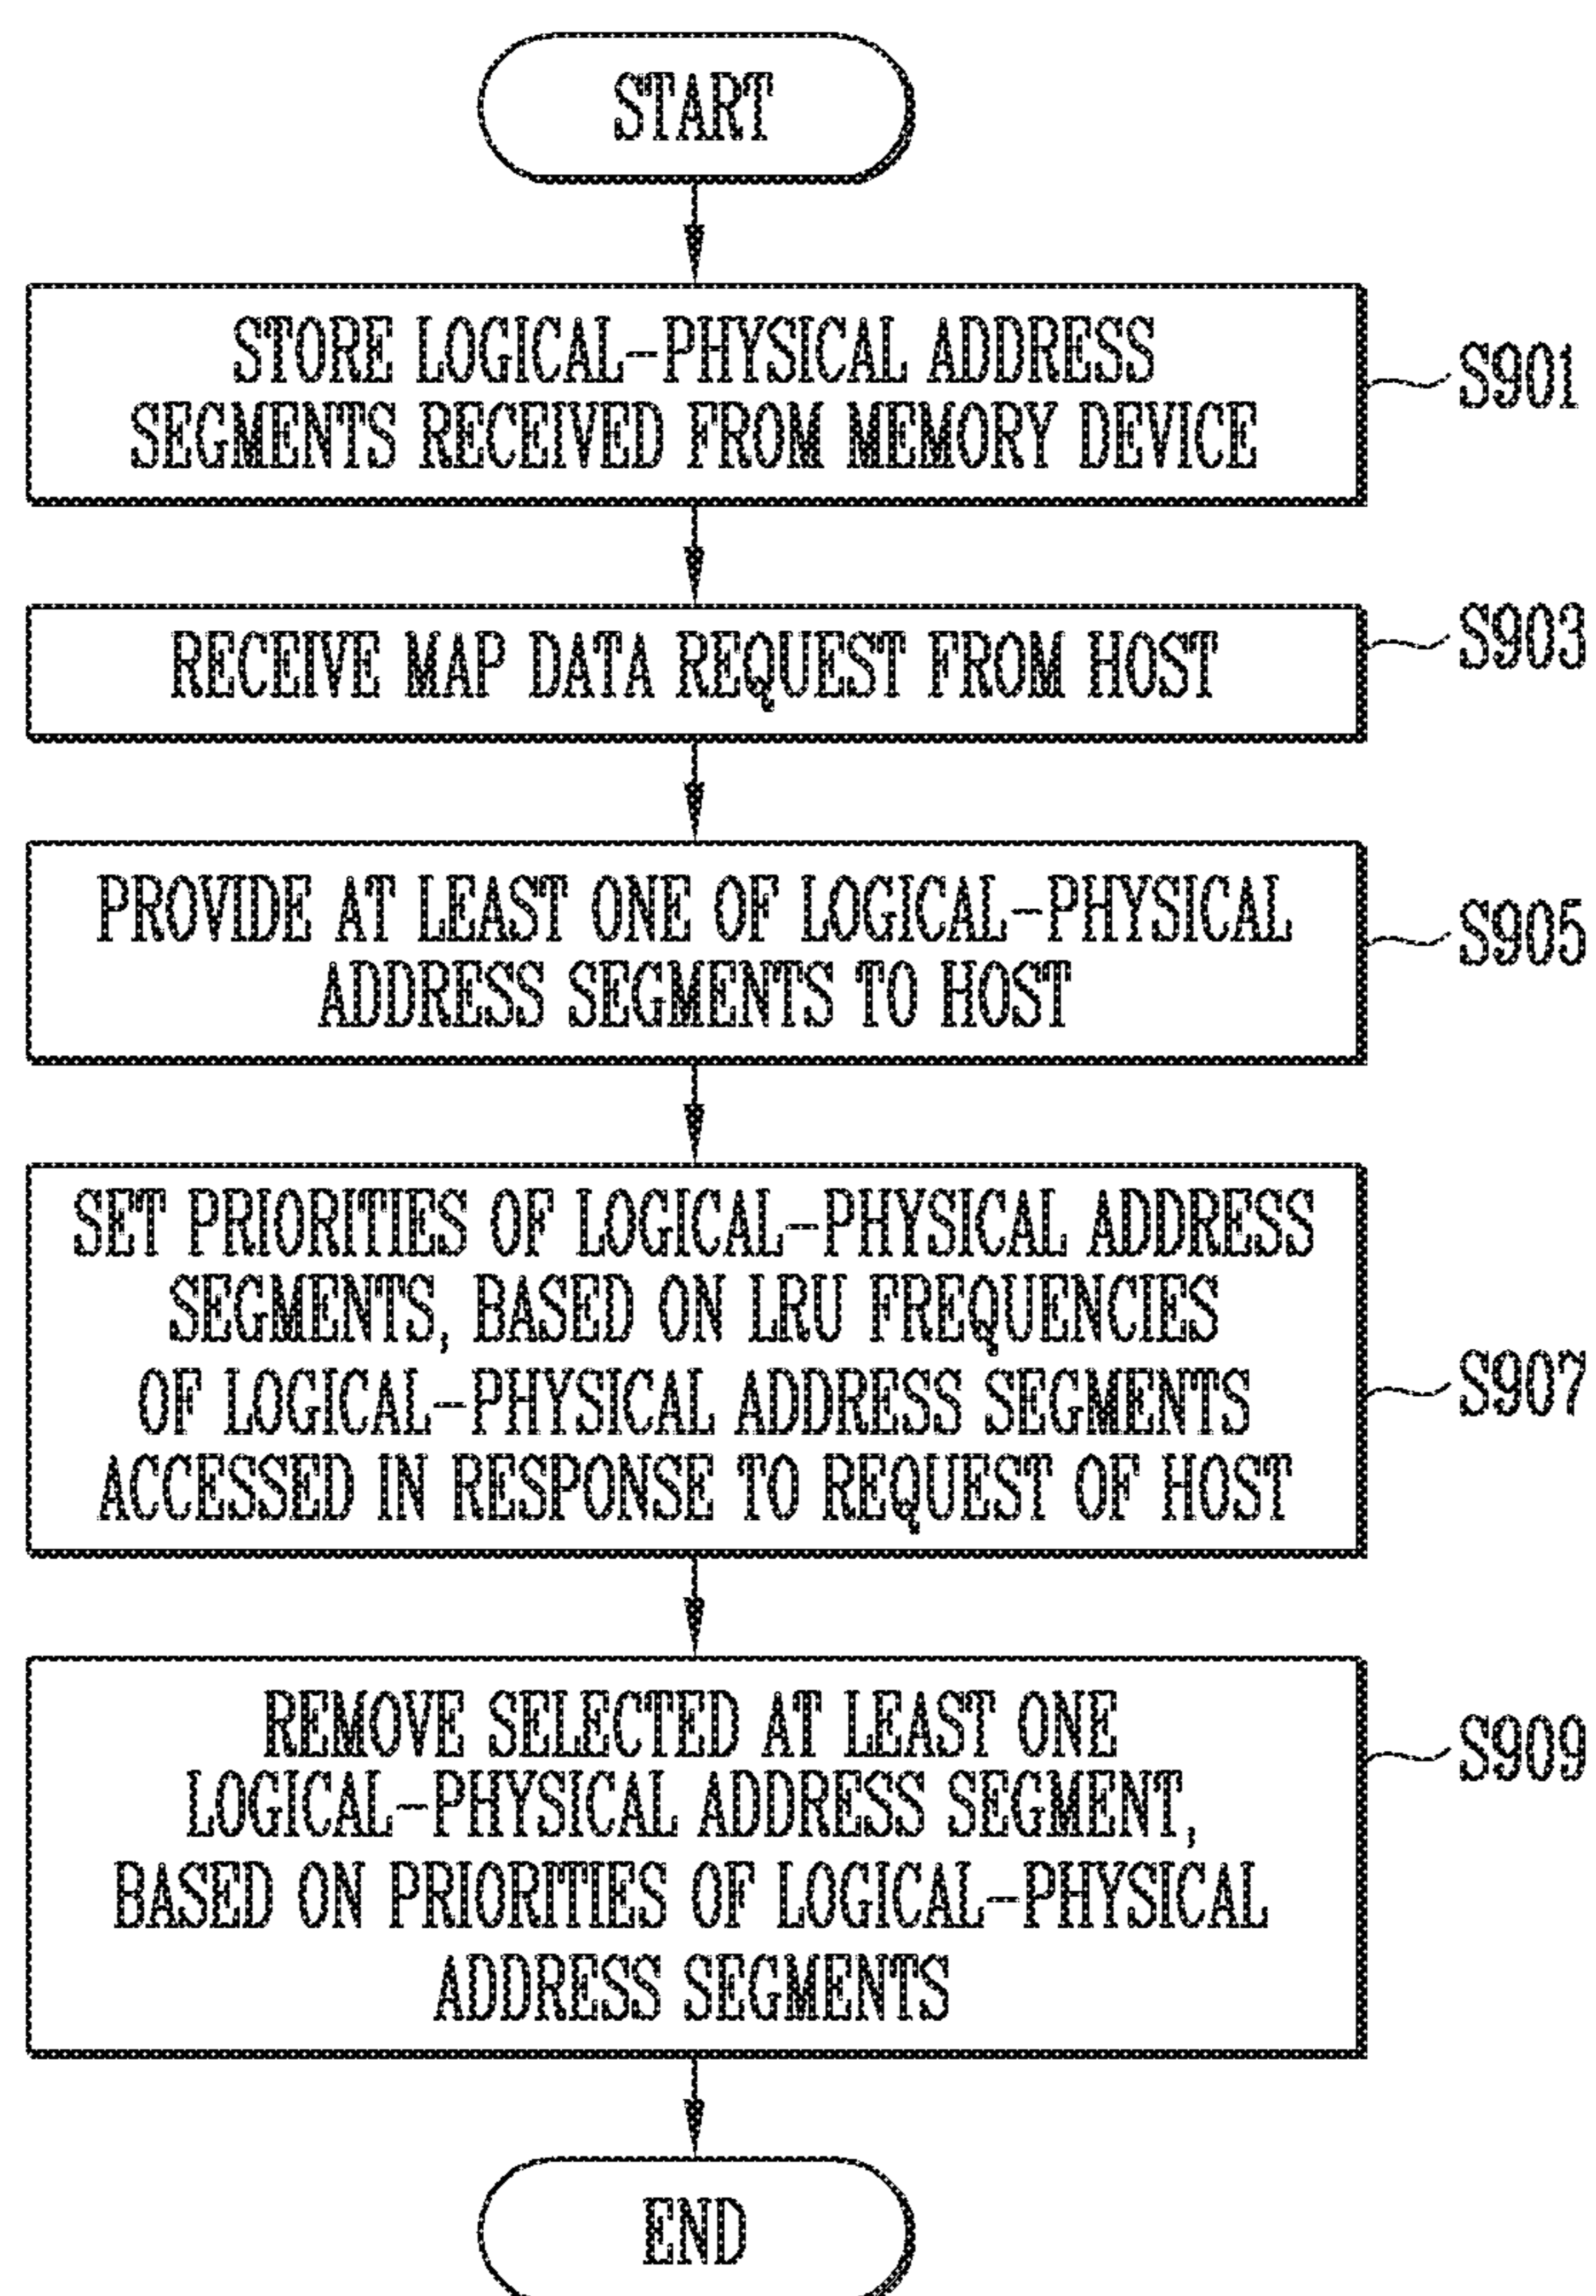 START
STORE LOGICAL-PHYSICAL ADDRESS
SEGMENTS RECEIVED FROM MEMORY DEVICE
S901
RECEIVE MAP DATA REQUEST FROM HOST
S903
PROVIDE AT LEAST ONE OF LOGICAL-PHYSICAL
ADDRESS SEGMENTS TO HOST
S905
SET PRIORITIES OF LOGICAL-PHYSICAL ADDRESS
SEGMENTS, BASED ON LRU FREQUENCIES
OF LOGICAL-PHYSICAL ADDRESS SEGMENTS
ACCESSED IN RESPONSE TO REQUEST OF HOST
S907
REMOVE SELECTED AT LEAST ONE
LOGICAL-PHYSICAL ADDRESS SEGMENT,
BASED ON PRIORITIES OF LOGICAL-PHYSICAL
ADDRESS SEGMENTS
S909
END